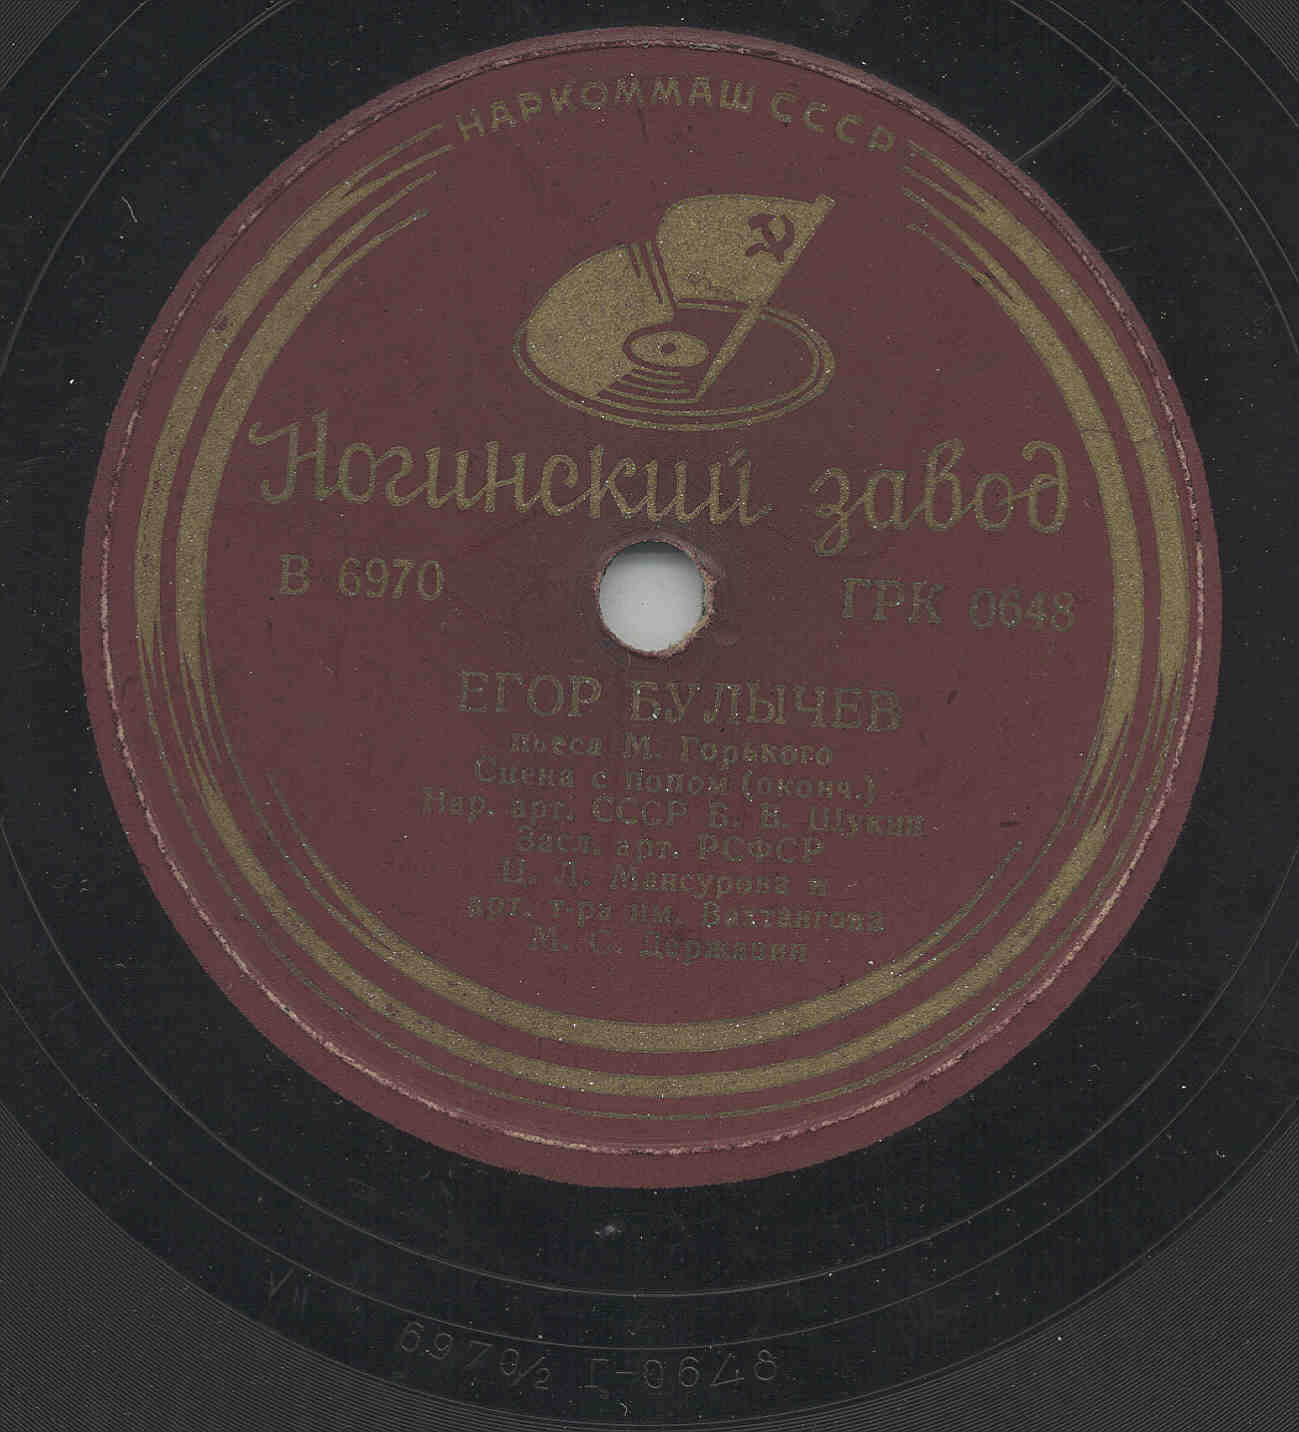 НАРКОММАШ СССР
Ногинский завод
В 6970 ГРК 0648
ЕГОР БУЛЫЧЕВ
пьеса М. Горького
Сцена с попом (оконч.)
Нар. арт. СССР Б. В. Щукин
Засл. арт. РСФСР
Ц. Л. Мансурова и
арт. т-ра им. Вахтангова
М. С. Державин
6970/2 Г-0648